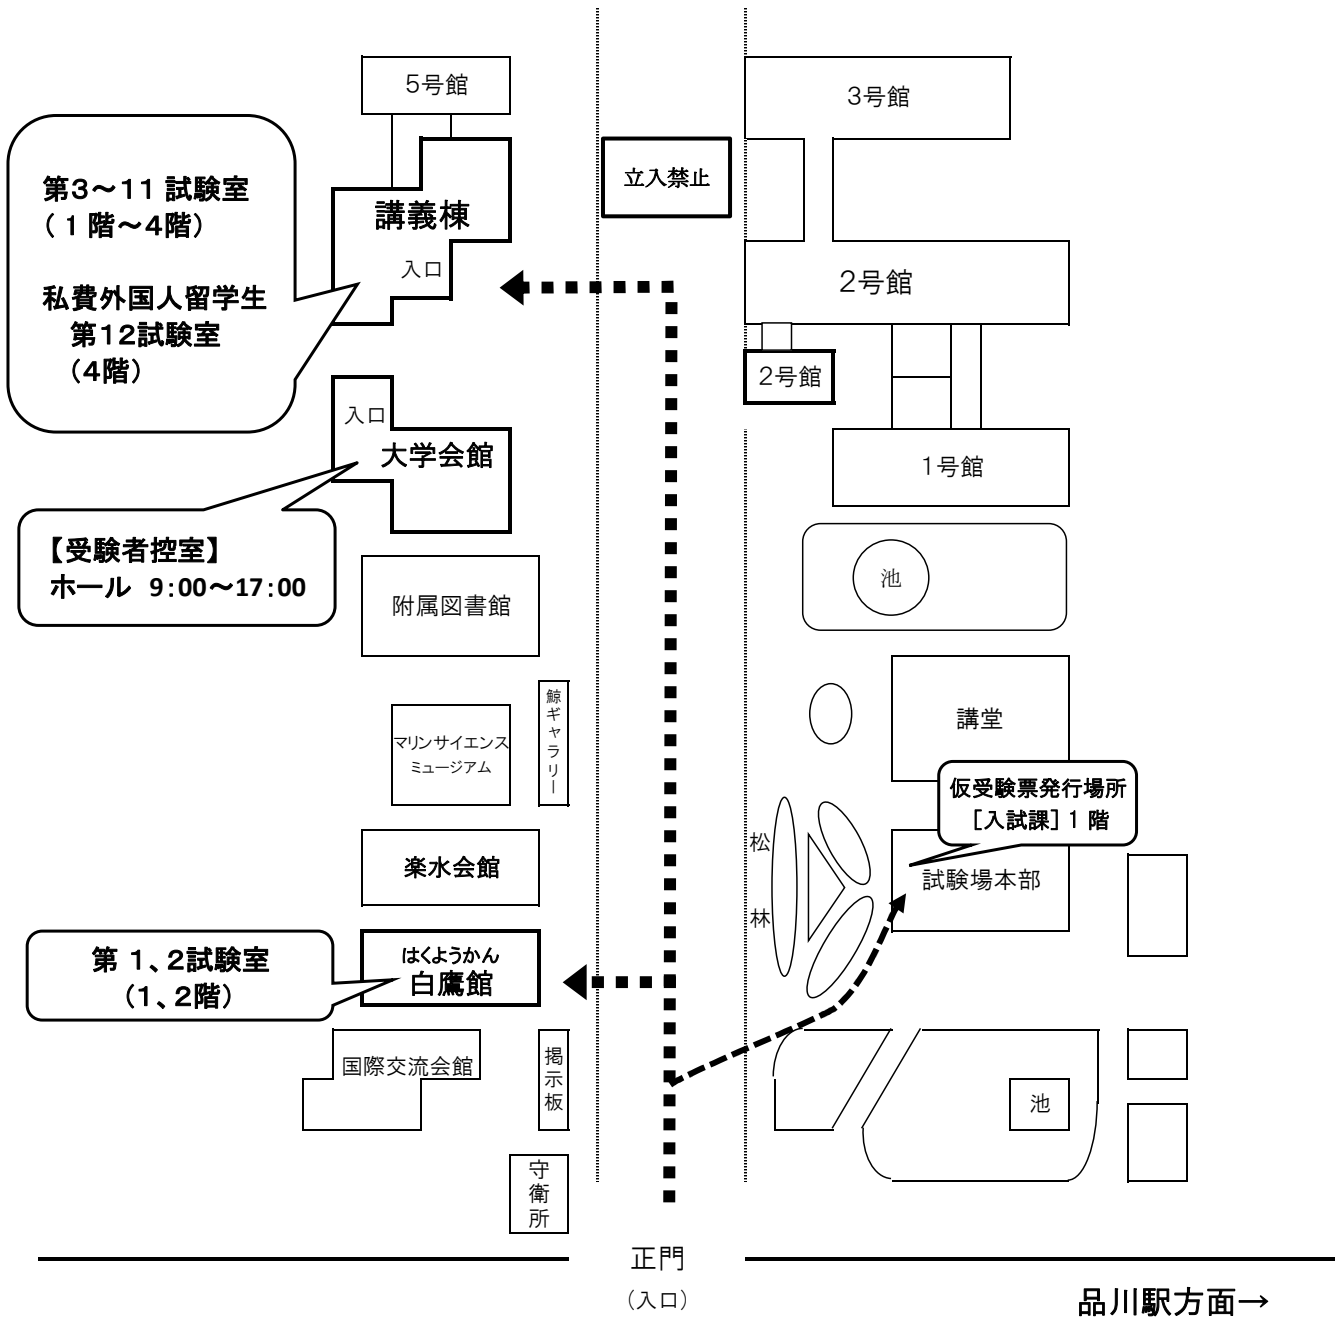 5号館
3号館
立入禁止
第3～11 試験室
(1 階～4階)
私費外国人留学生
第12試験室
(4階)
講義棟
入口
2号館
2号館
入口
大学会館
1号館
【受験者控室】
ホール 9:00～17:00
附属図書館
池
鯨ギャラリー
マリンサイエンス
ミュージアム
講堂
仮受験票発行場所
[入試課] 1 階
松
林
楽水会館
試験場本部
第 1、2試験室
(1、2階)
はくようかん
白鷹館
国際交流会館
掲示板
池
守衛所
正門
(入口)
品川駅方面→